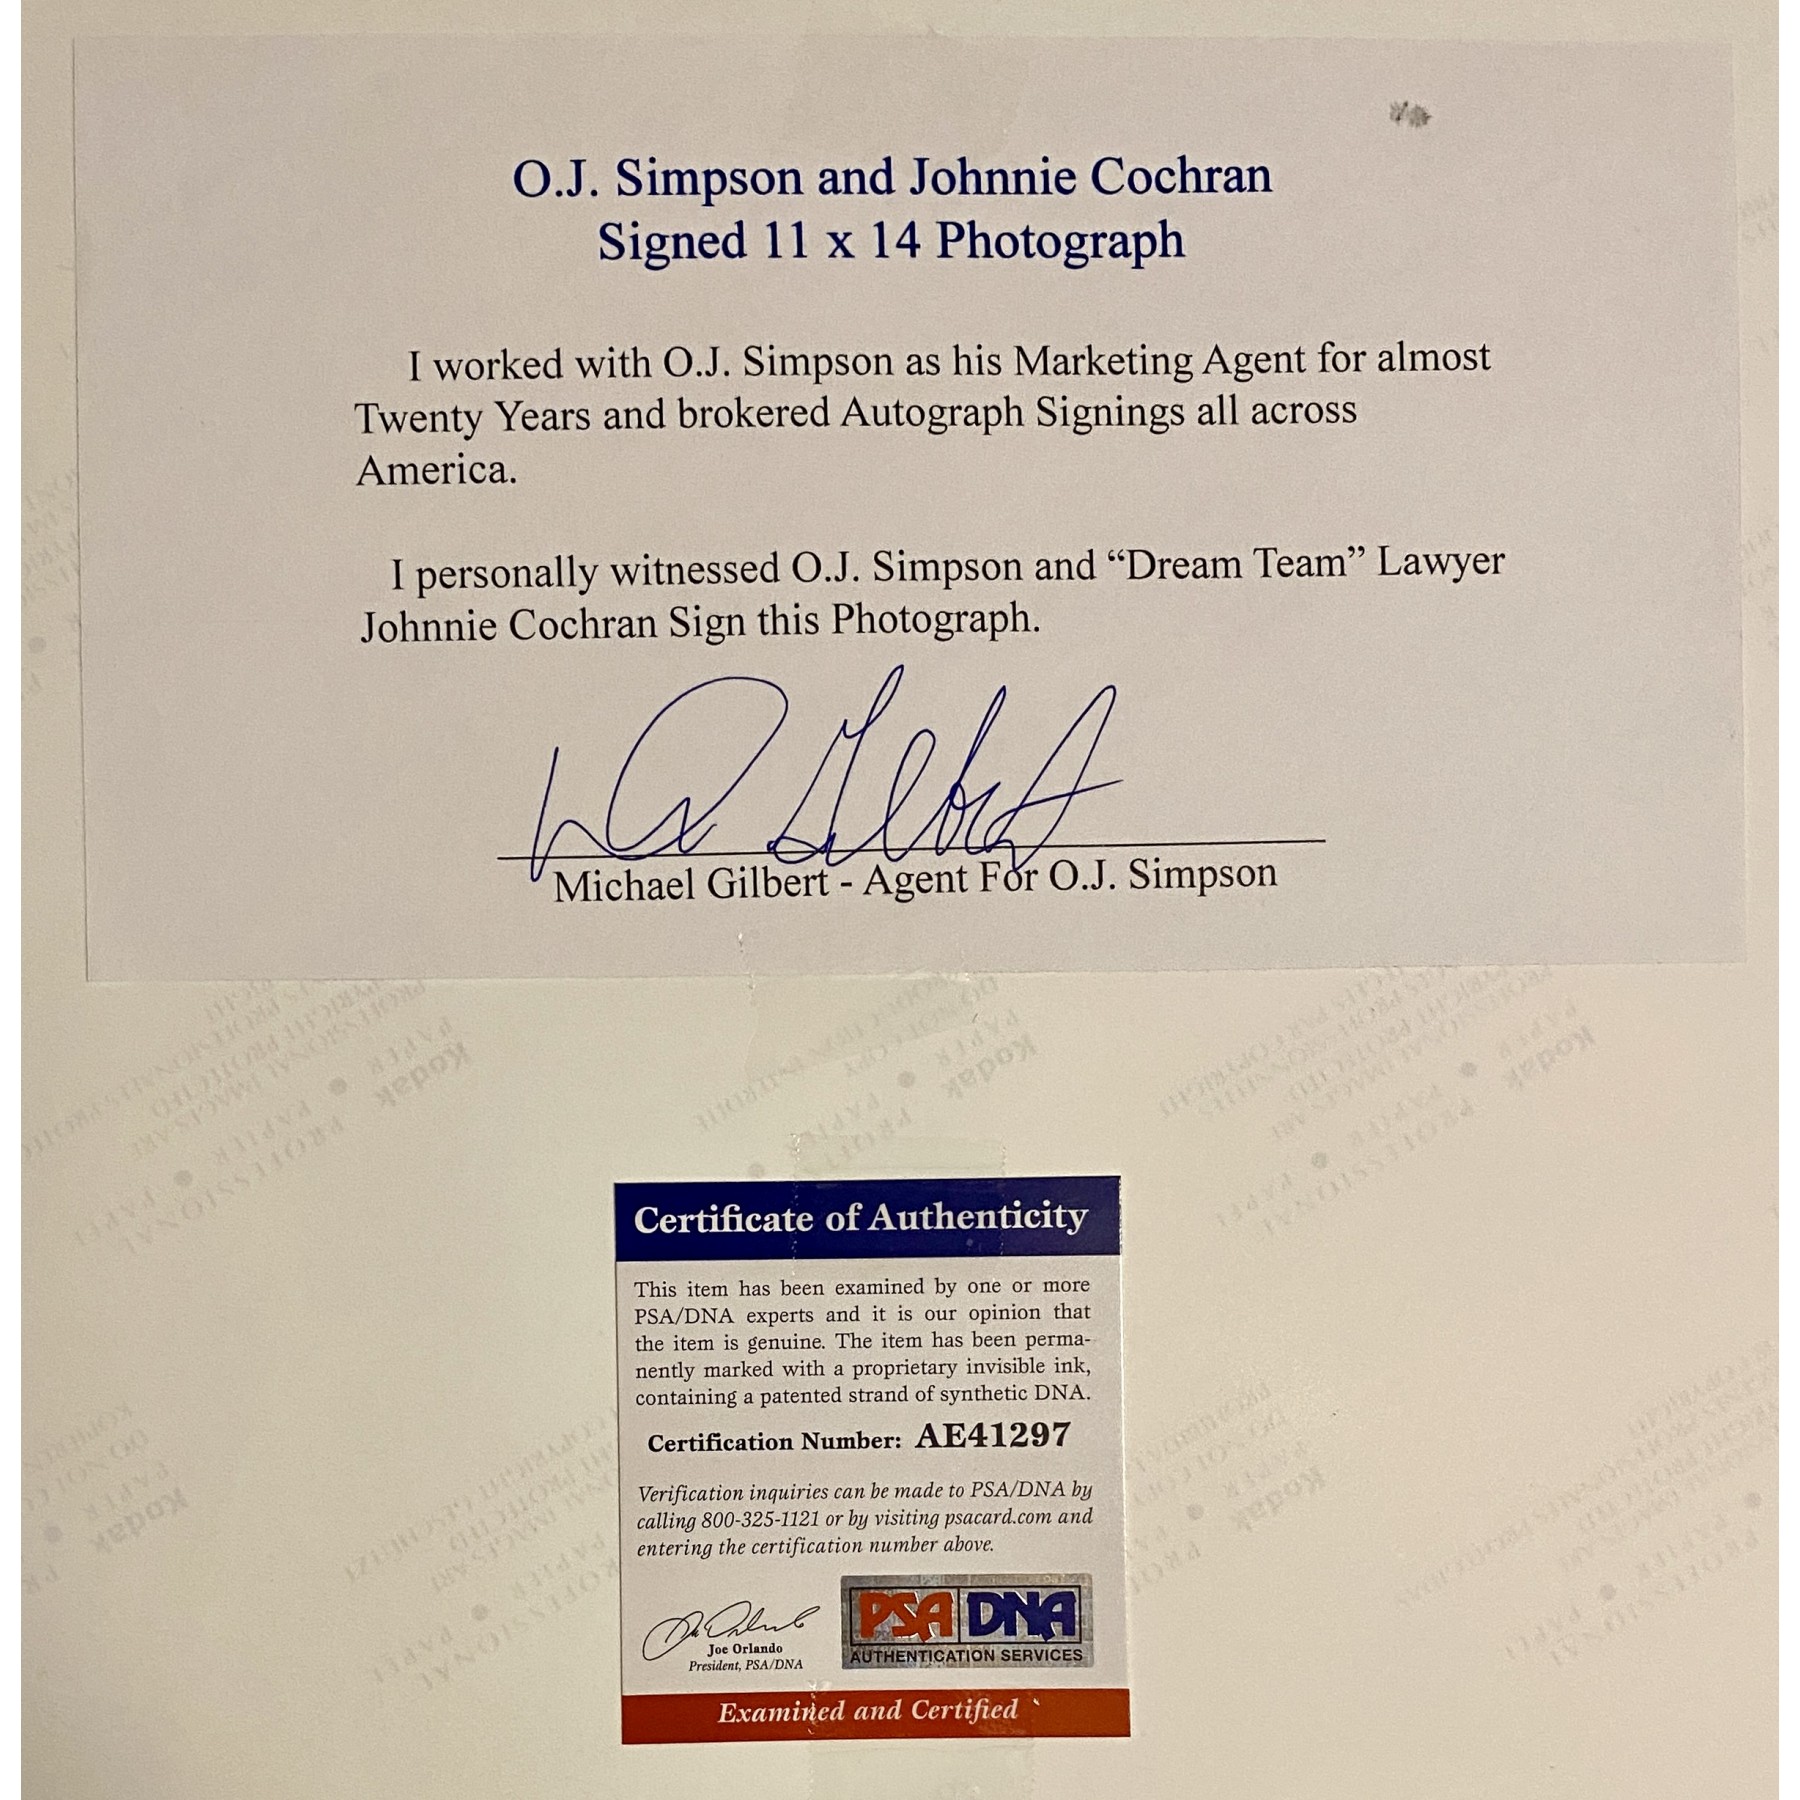 O.J. Simpson and Johnnie Cochran
Signed 11 x 14 Photograph
I worked with O.J. Simpson as his Marketing Agent for almost
Twenty Years and brokered Autograph Signings all across
America.
I personally witnessed O.J. Simpson and “Dream Team” Lawyer
Johnnie Cochran Sign this Photograph.
Michael Gilbert - Agent For O.J. Simpson
Kodak
Kodak
Kodak
Certificate of Authenticity
This item has been examined by one or more
PSA/DNA experts and it is our opinion that
the item is genuine. The item has been perma-
nently marked with a proprietary invisible ink,
containing a patented strand of synthetic DNA.
Certification Number: AE41297
Verification inquiries can be made to PSA/DNA by
calling 800-325-1121 or by visiting psacard.com and
entering the certification number above.
Joe Orlando
President, PSA/DNA
PSA DNA
AUTHENTICATION SERVICES
Examined and Certified
Kodak
Kodak